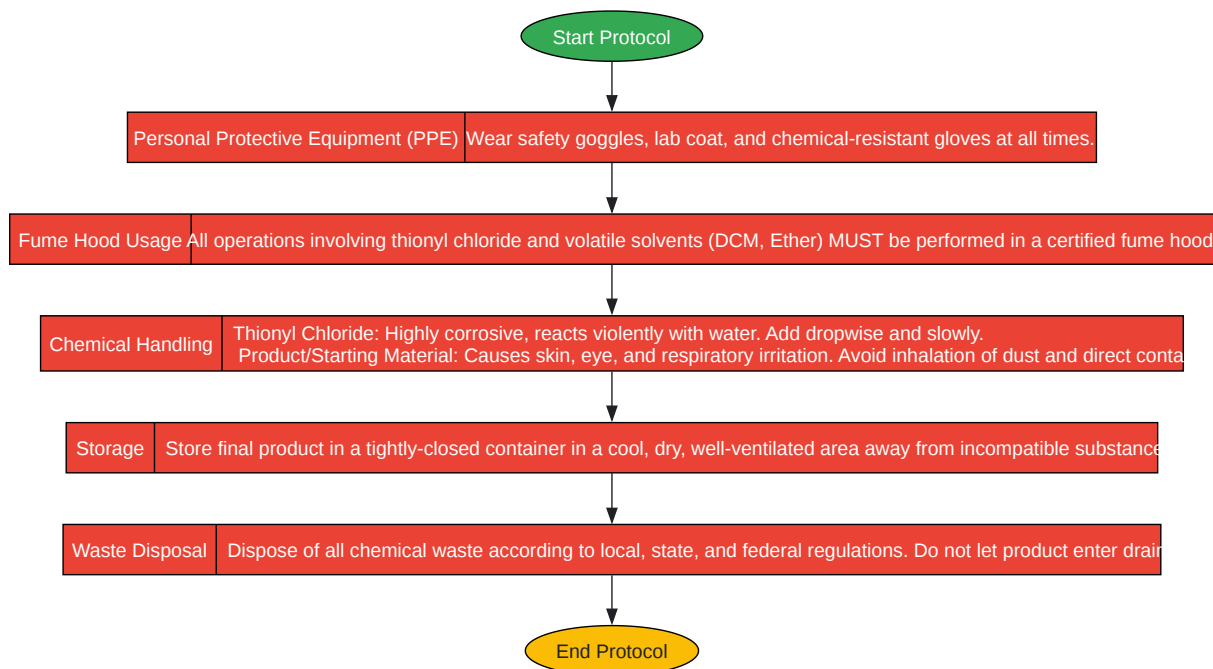 Start Protocol
Personal Protective Equipment (PPE) Wear safety goggles, lab coat, and chemical-resistant gloves at all times.
Fume Hood Usage All operations involving thionyl chloride and volatile solvents (DCM, Ether) MUST be performed in a certified fume hood
Chemical Handling
Thionyl Chloride: Highly corrosive, reacts violently with water. Add dropwise and slowly.
Product/Starting Material: Causes skin, eye, and respiratory irritation. Avoid inhalation of dust and direct conta
Storage Store final product in a tightly-closed container in a cool, dry, well-ventilated area away from incompatible substance
Waste Disposal Dispose of all chemical waste according to local, state, and federal regulations. Do not let product enter drain
End Protocol